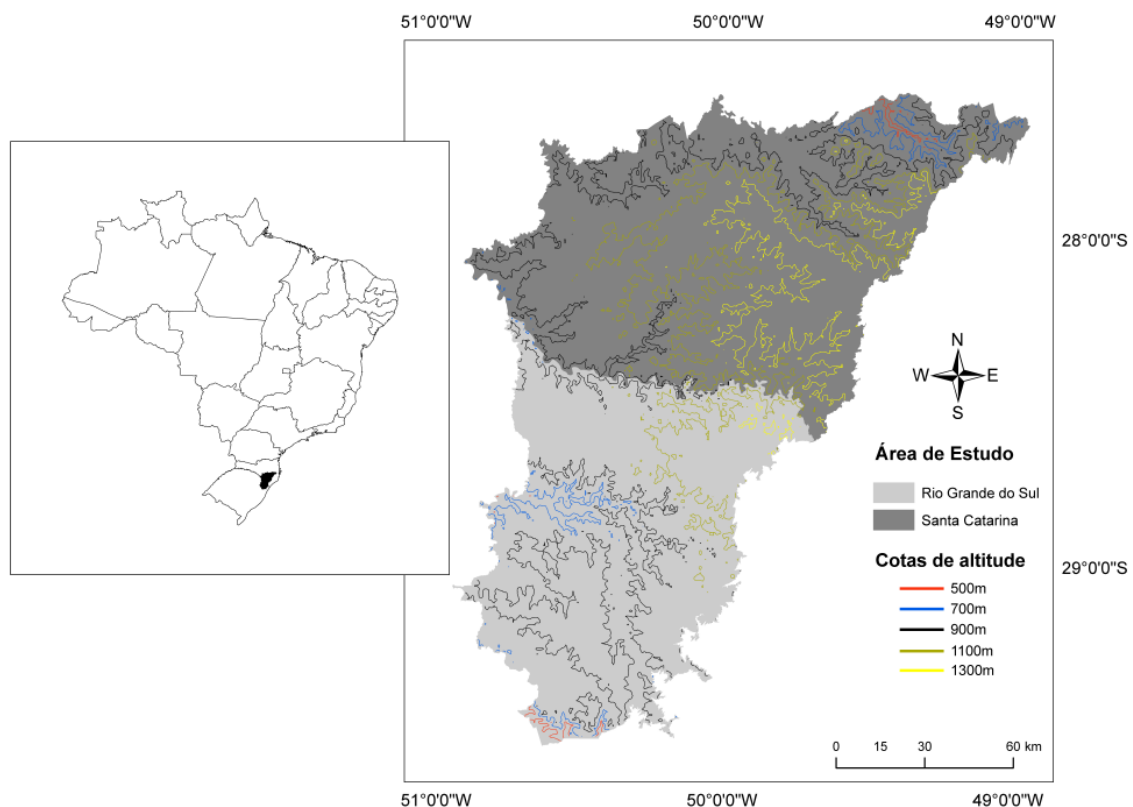 51°0'0"W 50°0'0"W 49°0'0"W
28°0'0"S
N
W E
S
Área de Estudo
Rio Grande do Sul
Santa Catarina
29°0'0"S
Cotas de altitude
500m
700m
900m
1100m
1300m
0 15 30 60 km
51°0'0"W 50°0'0"W 49°0'0"W